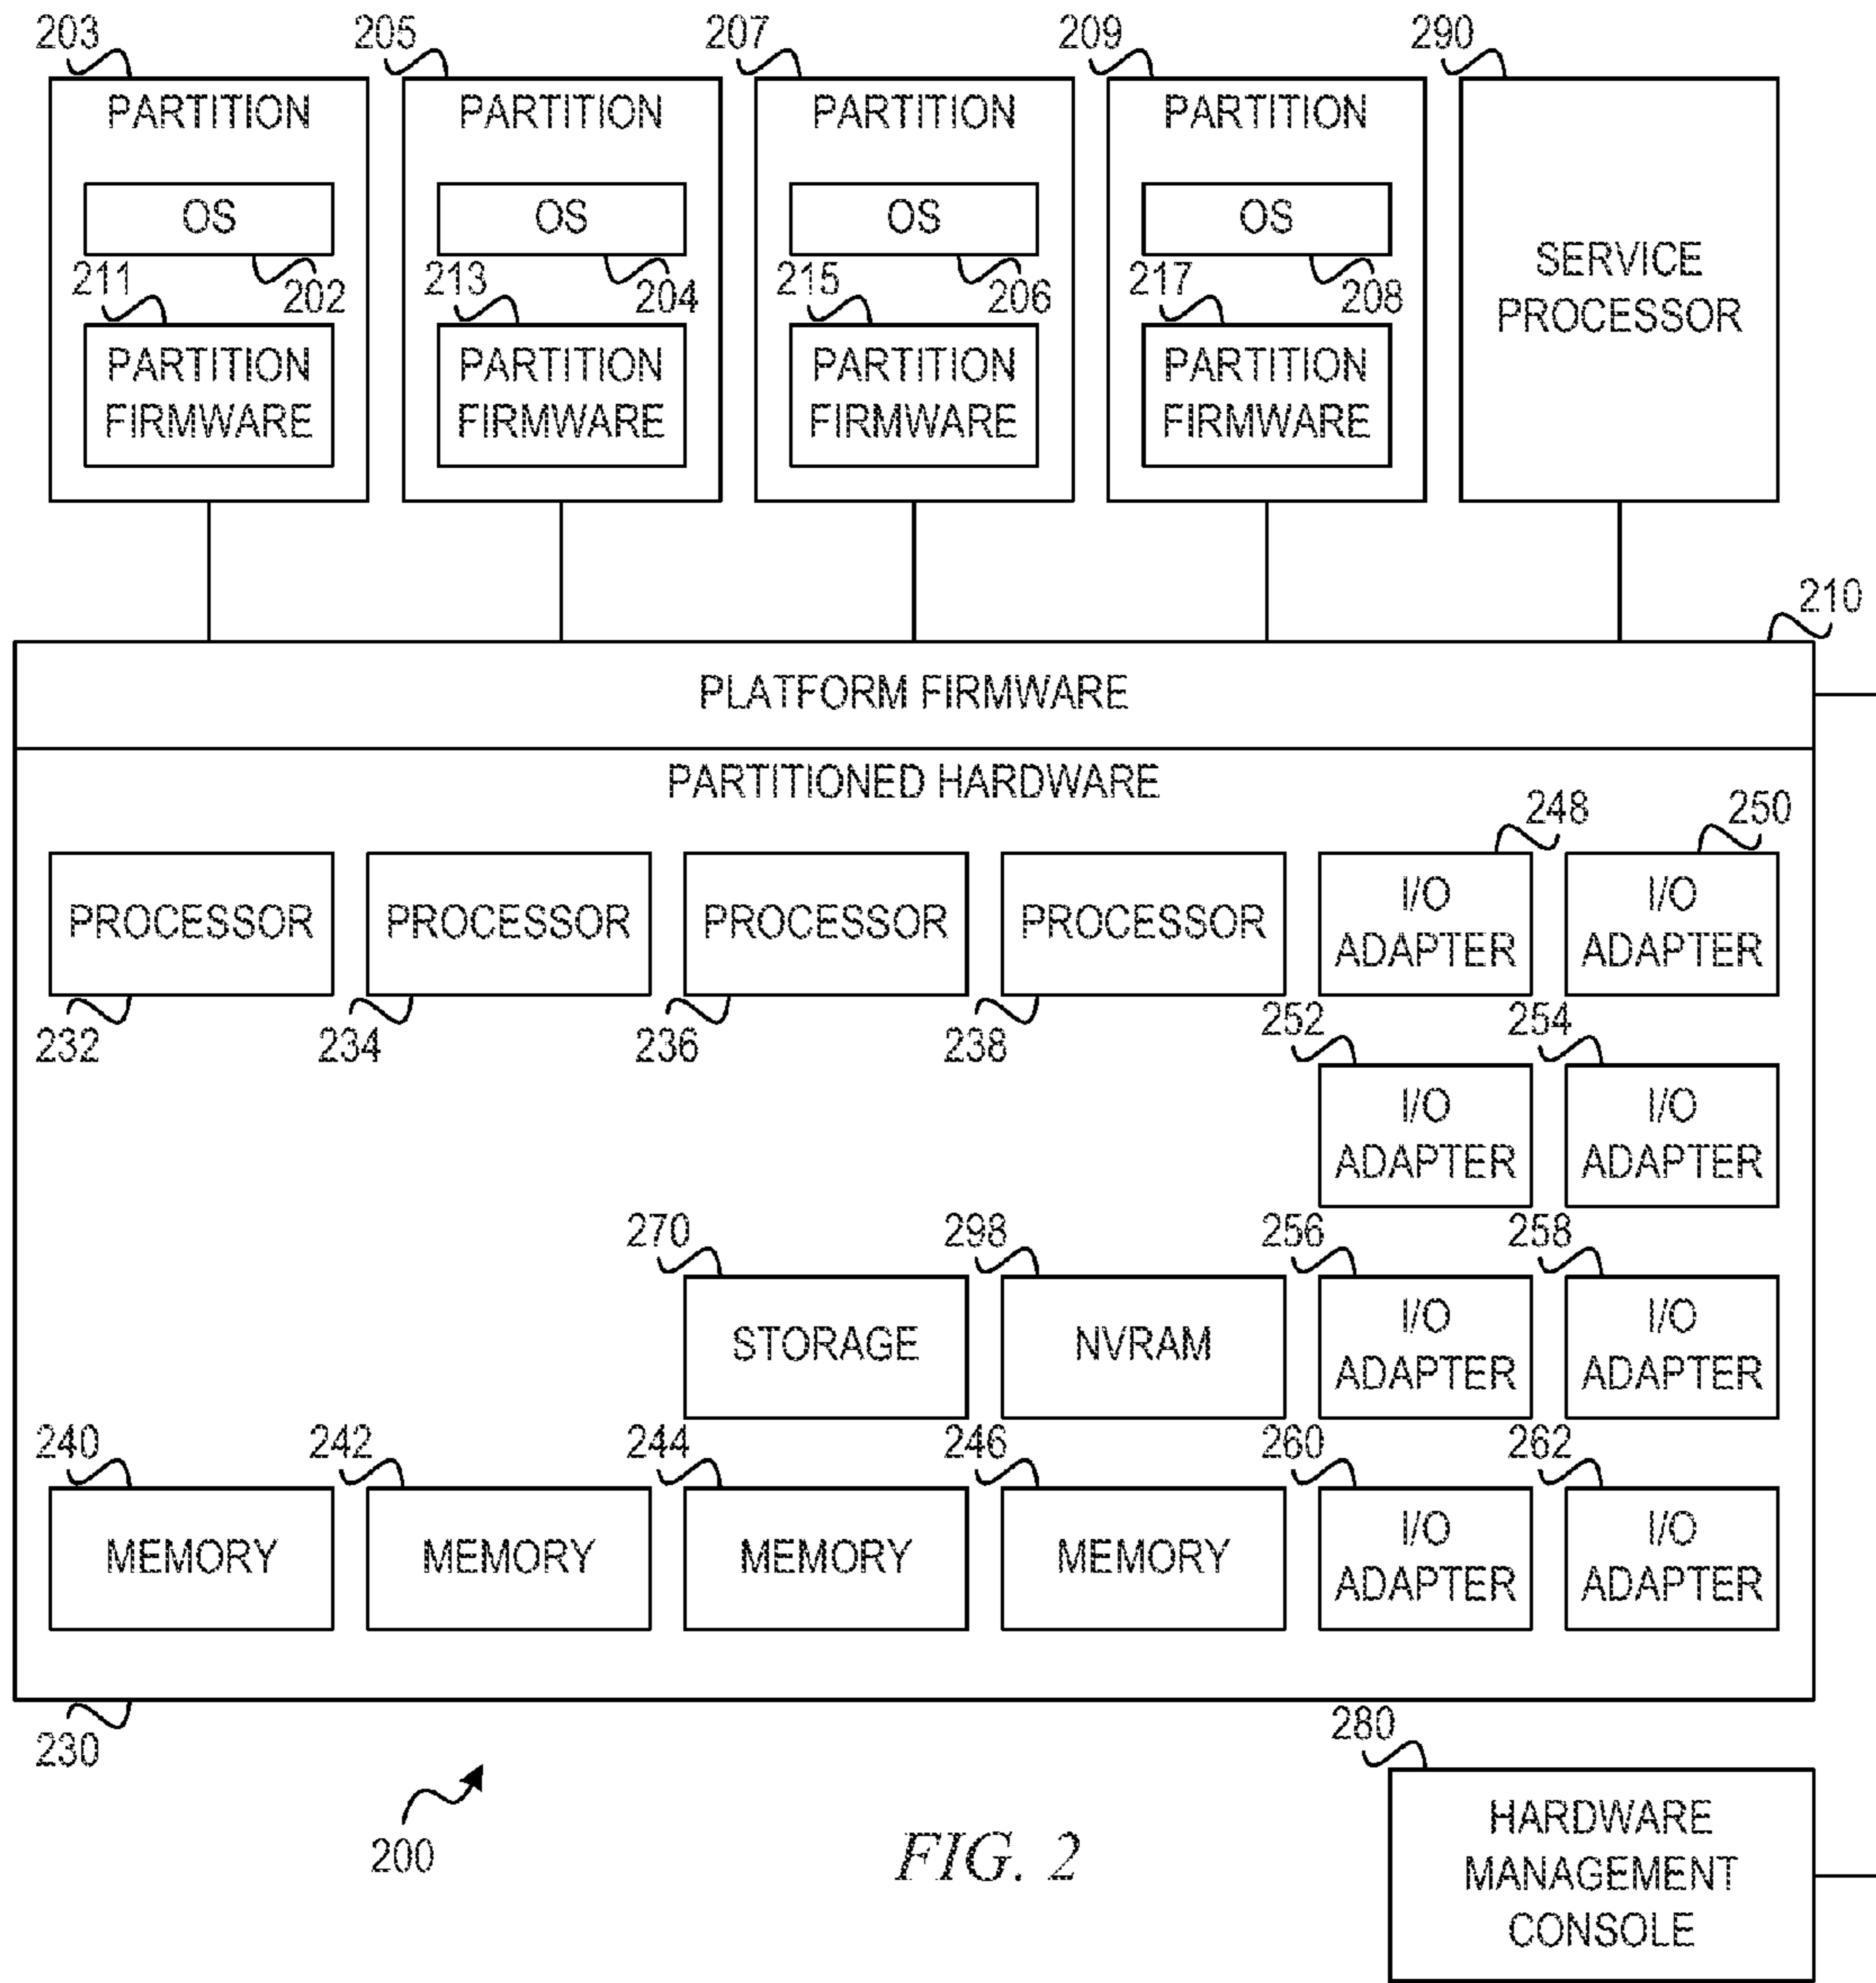 203 205 207 209 290
PARTITION PARTITION PARTITION PARTITION
OS OS OS OS
SERVICE
PROCESSOR
211 202 213 204 215 206 217 208
PARTITION PARTITION PARTITION PARTITION
FIRMWARE FIRMWARE FIRMWARE FIRMWARE
210
PLATFORM FIRMWARE
PARTITIONED HARDWARE
248 250
PROCESSOR PROCESSOR PROCESSOR PROCESSOR
I/O I/O
ADAPTER ADAPTER
232 234 236 238 252 254
I/O I/O
ADAPTER ADAPTER
270 298 256 258
STORAGE NVRAM
I/O I/O
ADAPTER ADAPTER
240 242 244 246 260 262
MEMORY MEMORY MEMORY MEMORY
I/O I/O
ADAPTER ADAPTER
230
280
200
FIG. 2
HARDWARE
MANAGEMENT
CONSOLE